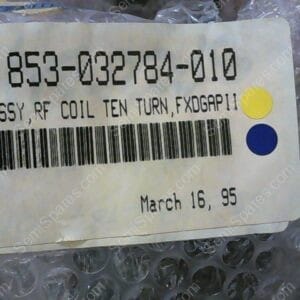 853-032784-010
SSY,RF COIL TEN TURN,FXDGAPII
March 16, 95